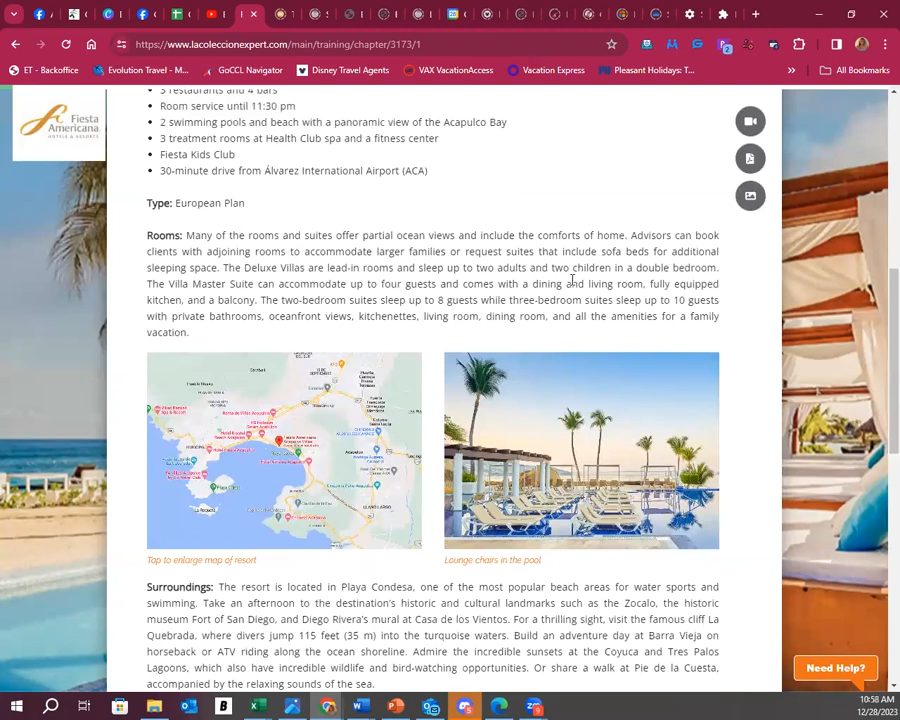 https://www.lacoleccionexpert.com/main/training/chapter/3173/1
ET - Backoffice
Evolution Travel - M...
GoCCL Navigator
Disney Travel Agents
VAX VacationAccess
Vacation Express
Pleasant Holidays: T...
»
All Bookmarks
Fiesta
Americana.
HOTELS & RESORTS
3 restaurants and 4 bars
Room service until 11:30 pm
2 swimming pools and beach with a panoramic view of the Acapulco Bay
3 treatment rooms at Health Club spa and a fitness center
Fiesta Kids Club
30-minute drive from Álvarez International Airport (ACA)
Type: European Plan
Rooms: Many of the rooms and suites offer partial ocean views and include the comforts of home. Advisors can book
clients with adjoining rooms to accommodate larger families or request suites that include sofa beds for additional
sleeping space. The Deluxe Villas are lead-in rooms and sleep up to two adults and two children in a double bedroom.
The Villa Master Suite can accommodate up to four guests and comes with a dining and living room, fully equipped
kitchen, and a balcony. The two-bedroom suites sleep up to 8 guests while three-bedroom suites sleep up to 10 guests
with private bathrooms, oceanfront views, kitchenettes, living room, dining room, and all the amenities for a family
vacation.
Tap to enlarge map of resort
Lounge chairs in the pool
Surroundings: The resort is located in Playa Condesa, one of the most popular beach areas for water sports and
swimming. Take an afternoon to the destination's historic and cultural landmarks such as the Zocalo, the historic
museum Fort of San Diego, and Diego Rivera's mural at Casa de los Vientos. For a thrilling sight, visit the famous cliff La
Quebrada, where divers jump 115 feet (35 m) into the turquoise waters. Build an adventure day at Barra Vieja on
horseback or ATV riding along the ocean shoreline. Admire the incredible sunsets at the Coyuca and Tres Palos
Lagoons, which also have incredible wildlife and bird-watching opportunities. Or share a walk at Pie de la Cuesta,
accompanied by the relaxing sounds of the sea.
Need Help?
10:58 AM
12/28/2023